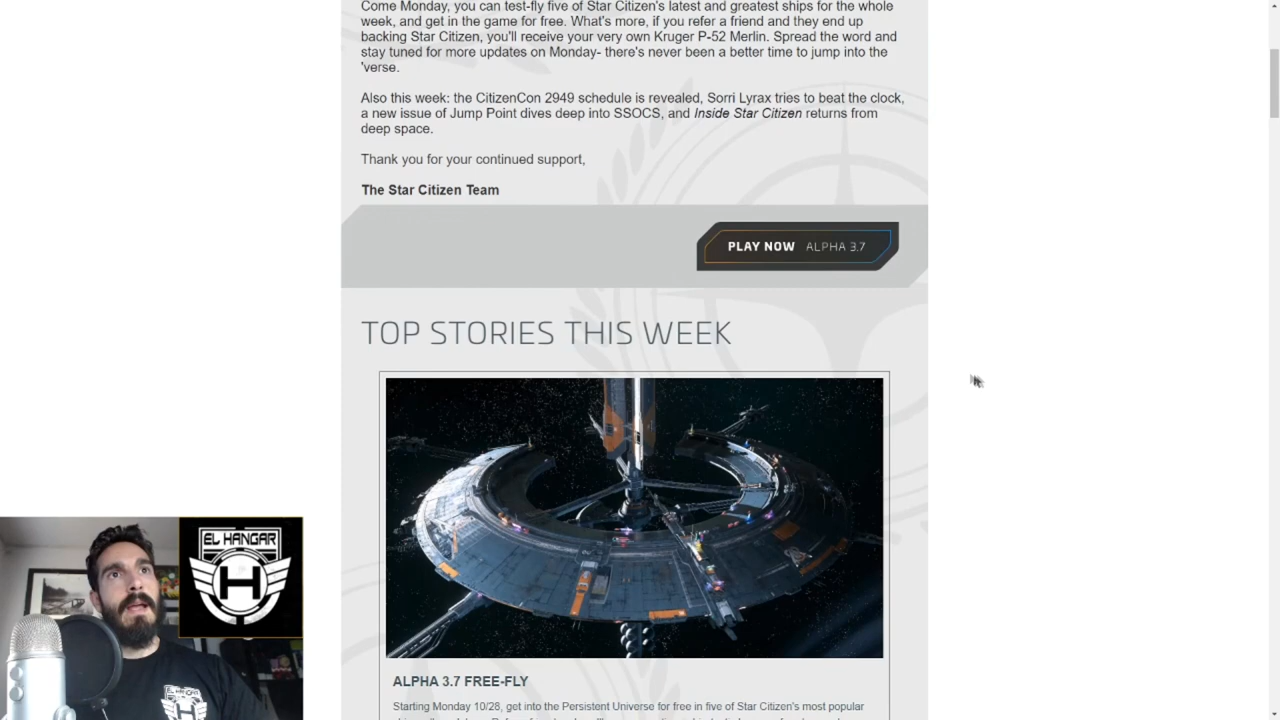 Come Monday, you can test-fly five of Star Citizen's latest and greatest ships for the whole
week, and get in the game for free. What's more, if you refer a friend and they end up
backing Star Citizen, you'll receive your very own Kruger P-52 Merlin. Spread the word and
stay tuned for more updates on Monday- there's never been a better time to jump into the
'verse.
Also this week: the CitizenCon 2949 schedule is revealed, Sorri Lyrax tries to beat the clock,
a new issue of Jump Point dives deep into SSOCS, and Inside Star Citizen returns from
deep space.
Thank you for your continued support,
The Star Citizen Team
PLAY NOW ALPHA 3.7
TOP STORIES THIS WEEK
ALPHA 3.7 FREE-FLY
Starting Monday 10/28, get into the Persistent Universe for free in five of Star Citizen's most popular
EL HANGAR
H
EL HANGAR